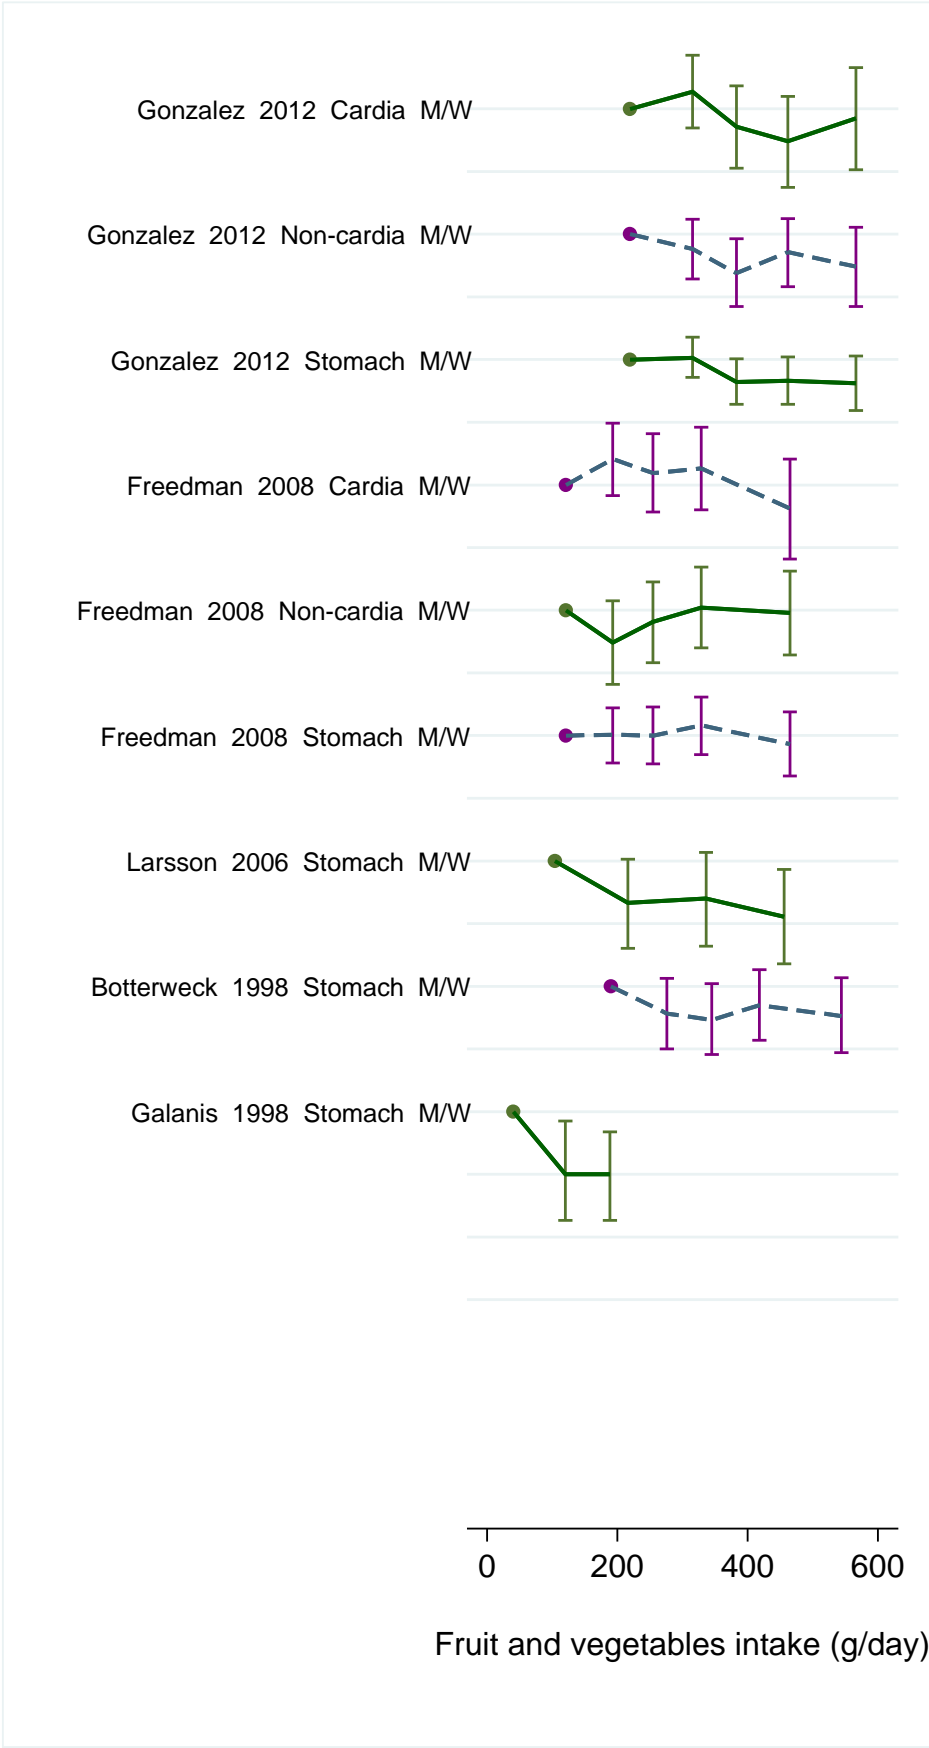 Gonzalez 2012 Cardia M/W
Gonzalez 2012 Non-cardia M/W
Gonzalez 2012 Stomach M/W
Freedman 2008 Cardia M/W
Freedman 2008 Non-cardia M/W
Freedman 2008 Stomach M/W
Larsson 2006 Stomach M/W
Botterweck 1998 Stomach M/W
Galanis 1998 Stomach M/W
0 200 400 600
Fruit and vegetables intake (g/day)